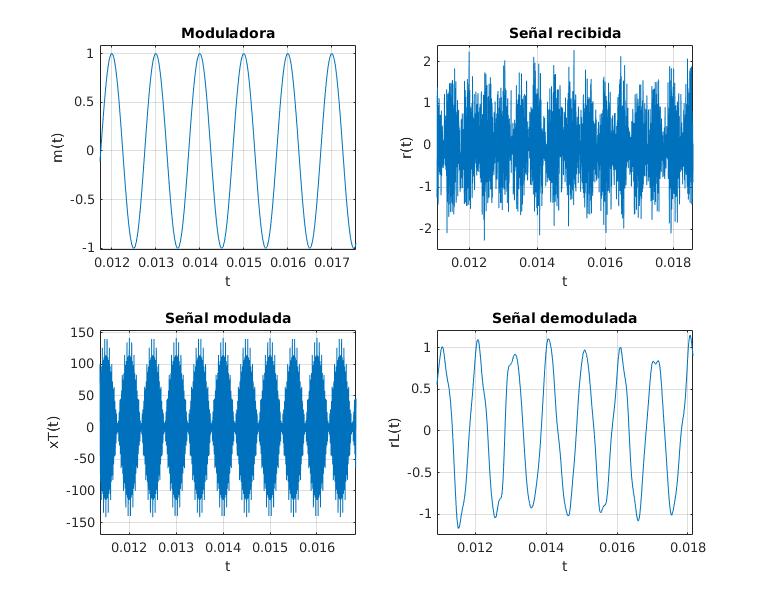 Moduladora
1
0.5
0
-0.5
-1
m(t)
0.012 0.013 0.014 0.015 0.016 0.017
t
Señal recibida
2
1
0
-1
-2
r(t)
0.012 0.014 0.016 0.018
t
Señal modulada
150
100
50
0
-50
-100
-150
xT(t)
0.012 0.013 0.014 0.015 0.016
t
Señal demodulada
1
0.5
0
-0.5
-1
rL(t)
0.012 0.014 0.016 0.018
t